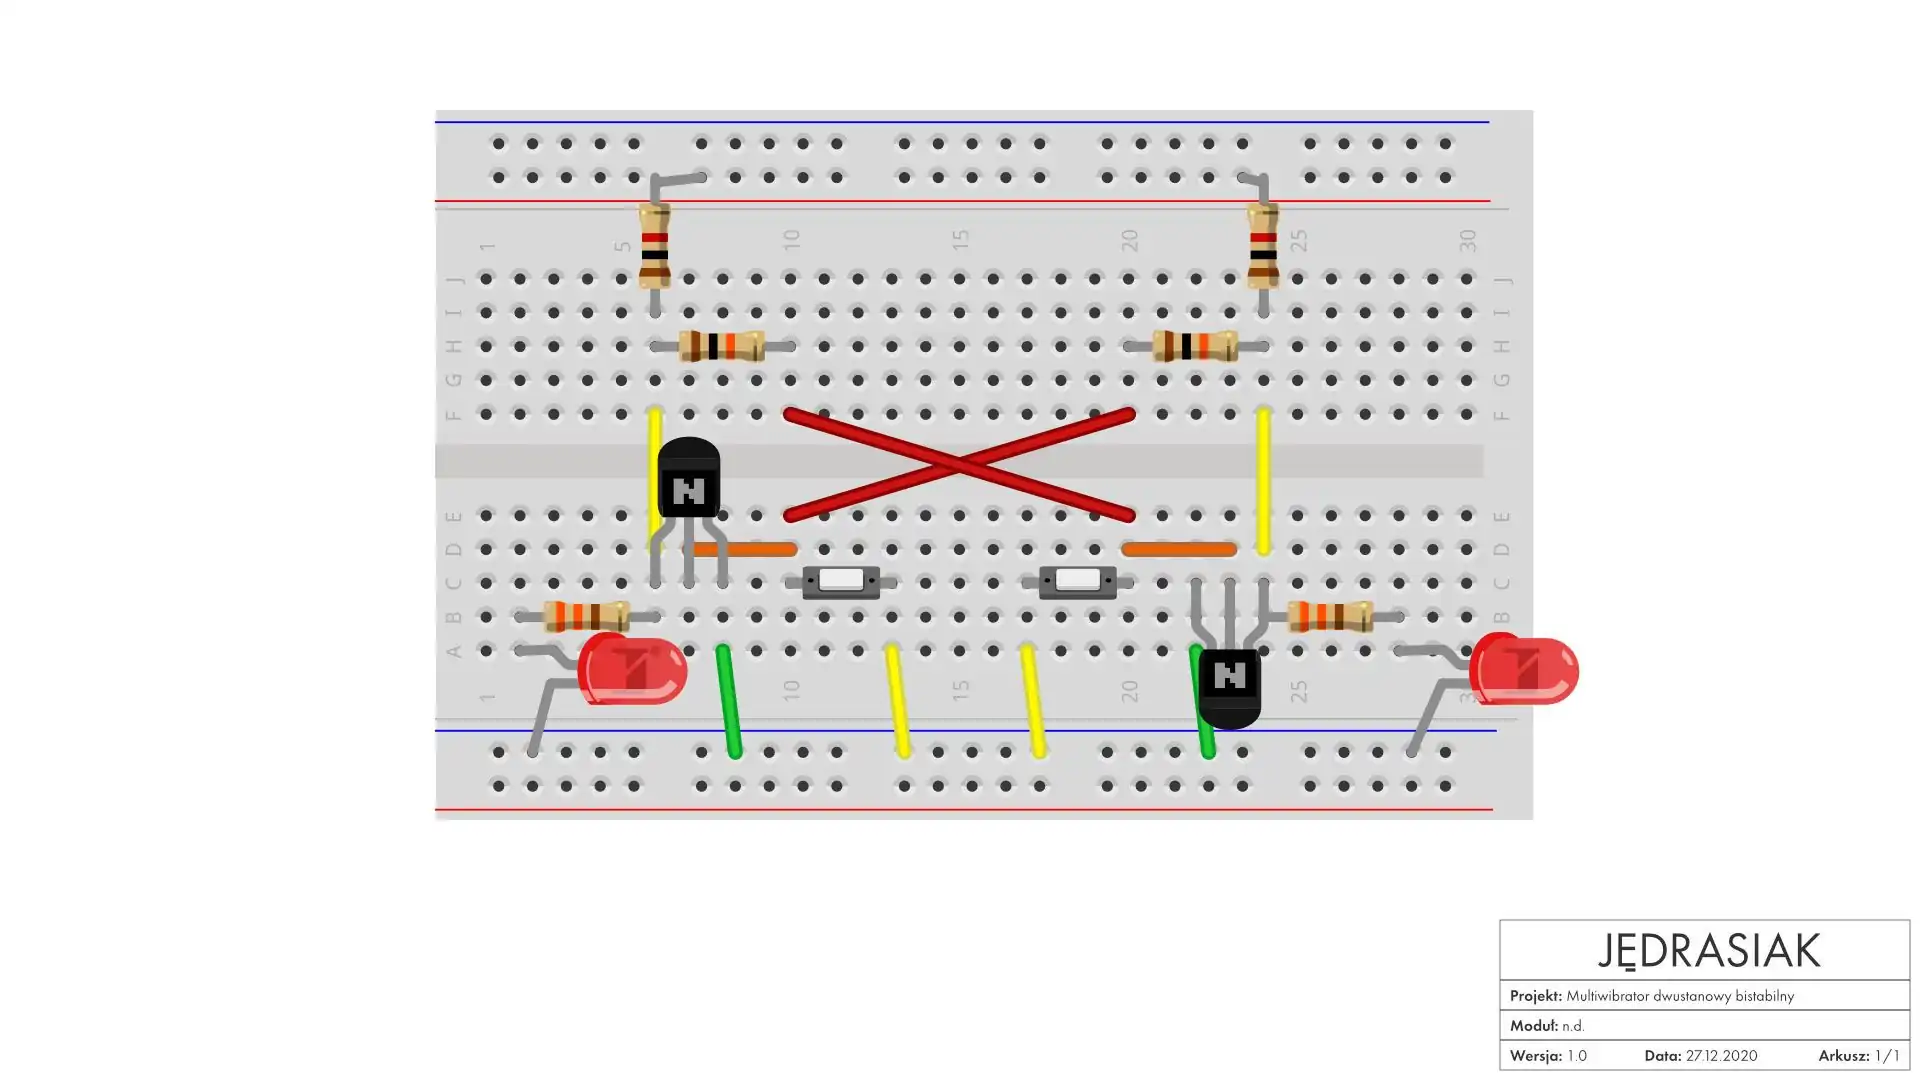 1 5 10 15 20 25 30
J J
I I
H H
G G
F F
N
E E
D D
C C
B B
A A
N
1 10 15 20 25
JĘDRASIAK
Projekt: Multiwibrator dwustanowy bistabilny
Moduł: n.d.
Wersja: 1.0 Data: 27.12.2020 Arkusz: 1/1